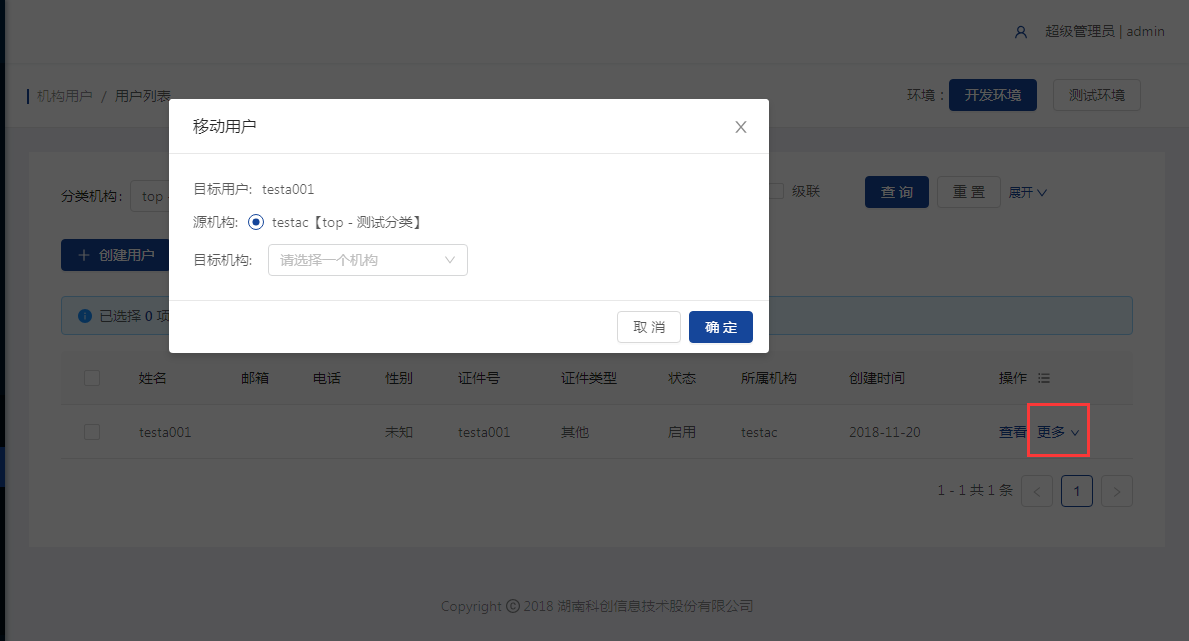 超级管理员 | admin
机构用户 / 用户列表
环境： 开发环境 测试环境
移动用户
目标用户: testa001
源机构: testac【top - 测试分类】
目标机构: 请选择一个机构
取 消 确 定
分类机构: top
级联 查 询 重 置 展开
+ 创建用户
已选择 0 项
姓名 邮箱 电话 性别 证件号 证件类型 状态 所属机构 创建时间 操作
testa001 未知 testa001 其他 启用 testac 2018-11-20 查看 更多
1 - 1 共 1 条 < 1 >
Copyright © 2018 湖南科创信息技术股份有限公司